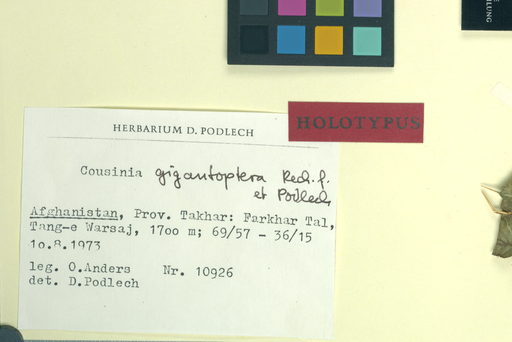 LUNG
HOLOTYPUS
HERBARIUM D. PODLECH
Cousinia gigantoptera Rech. f.
et Podlech
Afghanistan, Prov. Takhar: Farkhar Tal,
Tang-e Warsaj, 17oo m; 69/57 - 36/15
1o.8.1973
leg. O.Anders Nr. 10926
det. D.Podlech